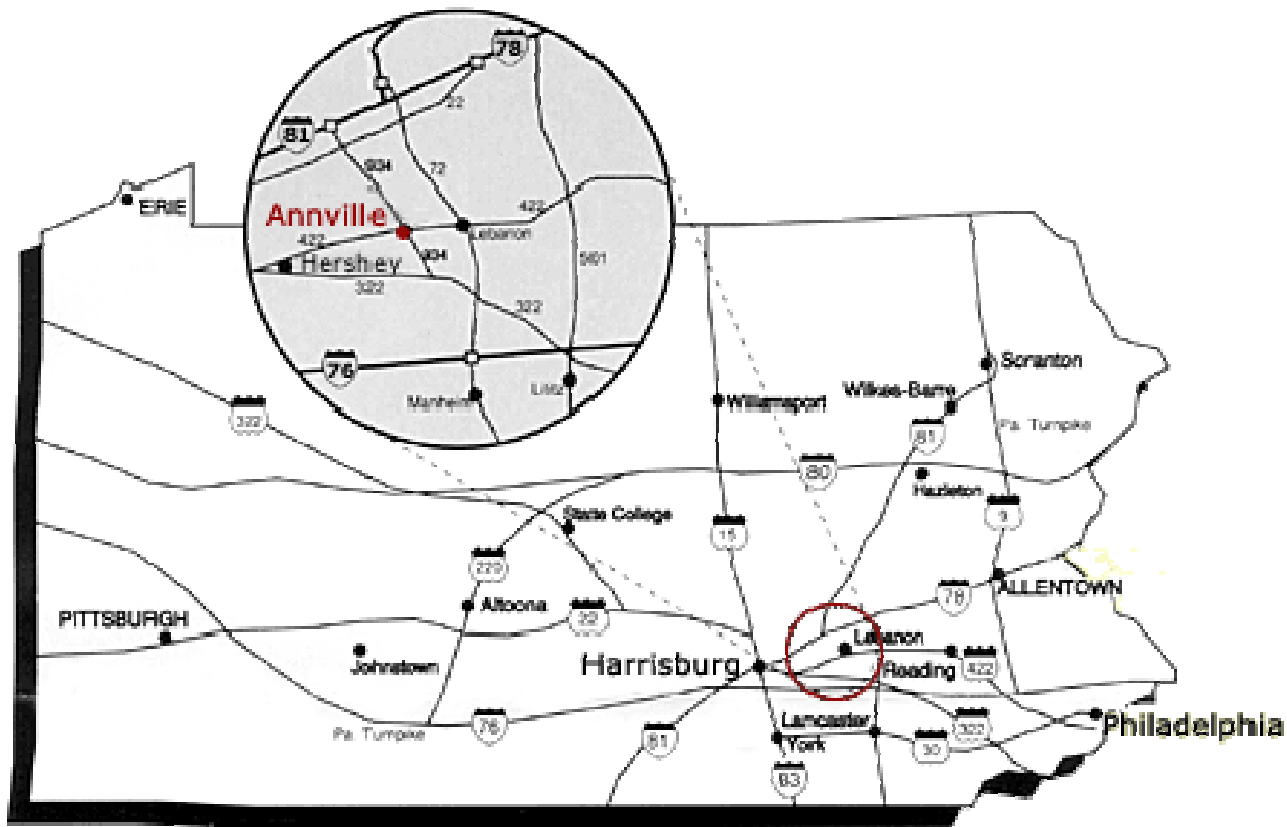 78
22
81
934
72
Annville
422
422
Lebanon
934
Hershey
322
501
322
76
Manheim
Lititz
ERIE
Scranton
Wilkes-Barre
Williamsport
322
81
Pa. Turnpike
80
Hazleton
State College
15
9
220
ALLENTOWN
78
Altoona
22
PITTSBURGH
Johnstown
Harrisburg
Lebanon
Reading
422
Pa. Turnpike
76
81
Lancaster
York
322
30
Philadelphia
83